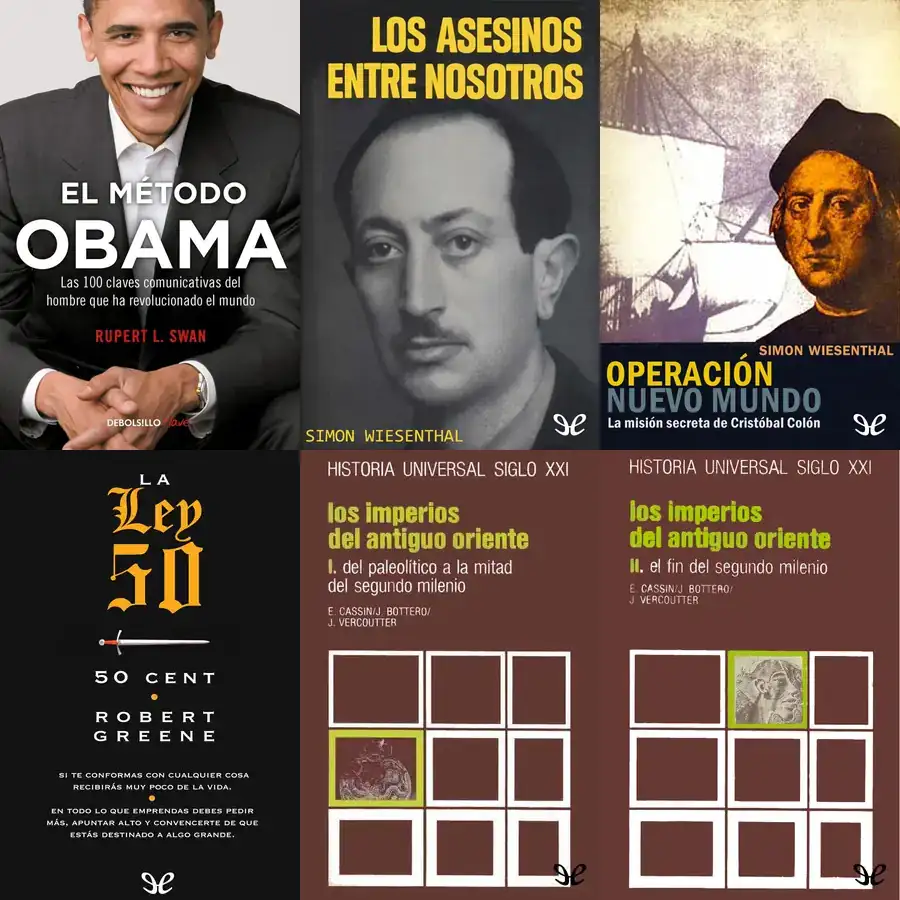 EL MÉTODO
OBAMA
Las 100 claves comunicativas del
hombre que ha revolucionado el mundo
RUPERT L. SWAN
DEBOLSILLO clave
LOS ASESINOS
ENTRE NOSOTROS
SIMON WIESENTHAL
SIMON WIESENTHAL
OPERACIÓN
NUEVO MUNDO
La misión secreta de Cristóbal Colón
LA
Ley
50
50 CENT
ROBERT
GREENE
SI TE CONFORMAS CON CUALQUIER COSA
RECIBIRÁS MUY POCO DE LA VIDA.
EN TODO LO QUE EMPRENDAS DEBES PEDIR
MÁS, APUNTAR ALTO Y CONVENCERTE DE QUE
ESTÁS DESTINADO A ALGO GRANDE.
HISTORIA UNIVERSAL SIGLO XXI
los imperios
del antiguo oriente
I. del paleolítico a la mitad
del segundo milenio
E. CASSIN/J. BOTTERO/
J. VERCOUTTER
HISTORIA UNIVERSAL SIGLO XXI
los imperios
del antiguo oriente
II. el fin del segundo milenio
E. CASSIN/J. BOTTERO/
J. VERCOUTTER